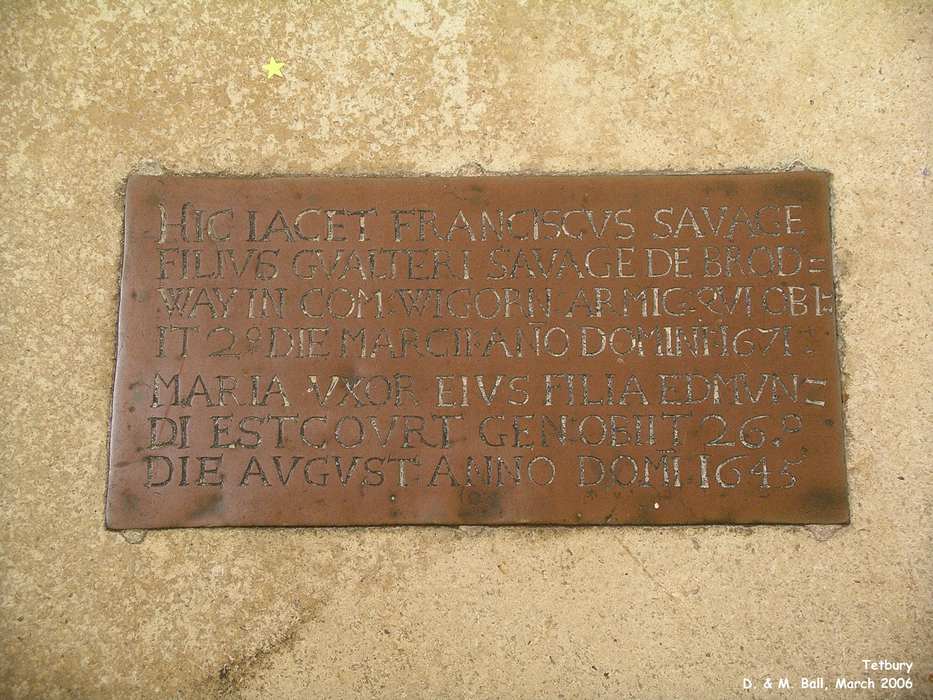 HIC IACET FRANCISCVS SAVAGE
FILIVS GVALTERI SAVAGE DE BROD=
WAY IN COM: WIGORN: ARMIG: QVI OBI-
IT 2º DIE MARCII: ANO DOMINI: 1671:
MARIA VXOR EIVS FILIA EDMVN=
DI ESTCOVRT GEN: OBIIT 26.º
DIE AVGVST: ANNO DOMI: 1645
Tetbury
D. & M. Ball, March 2006